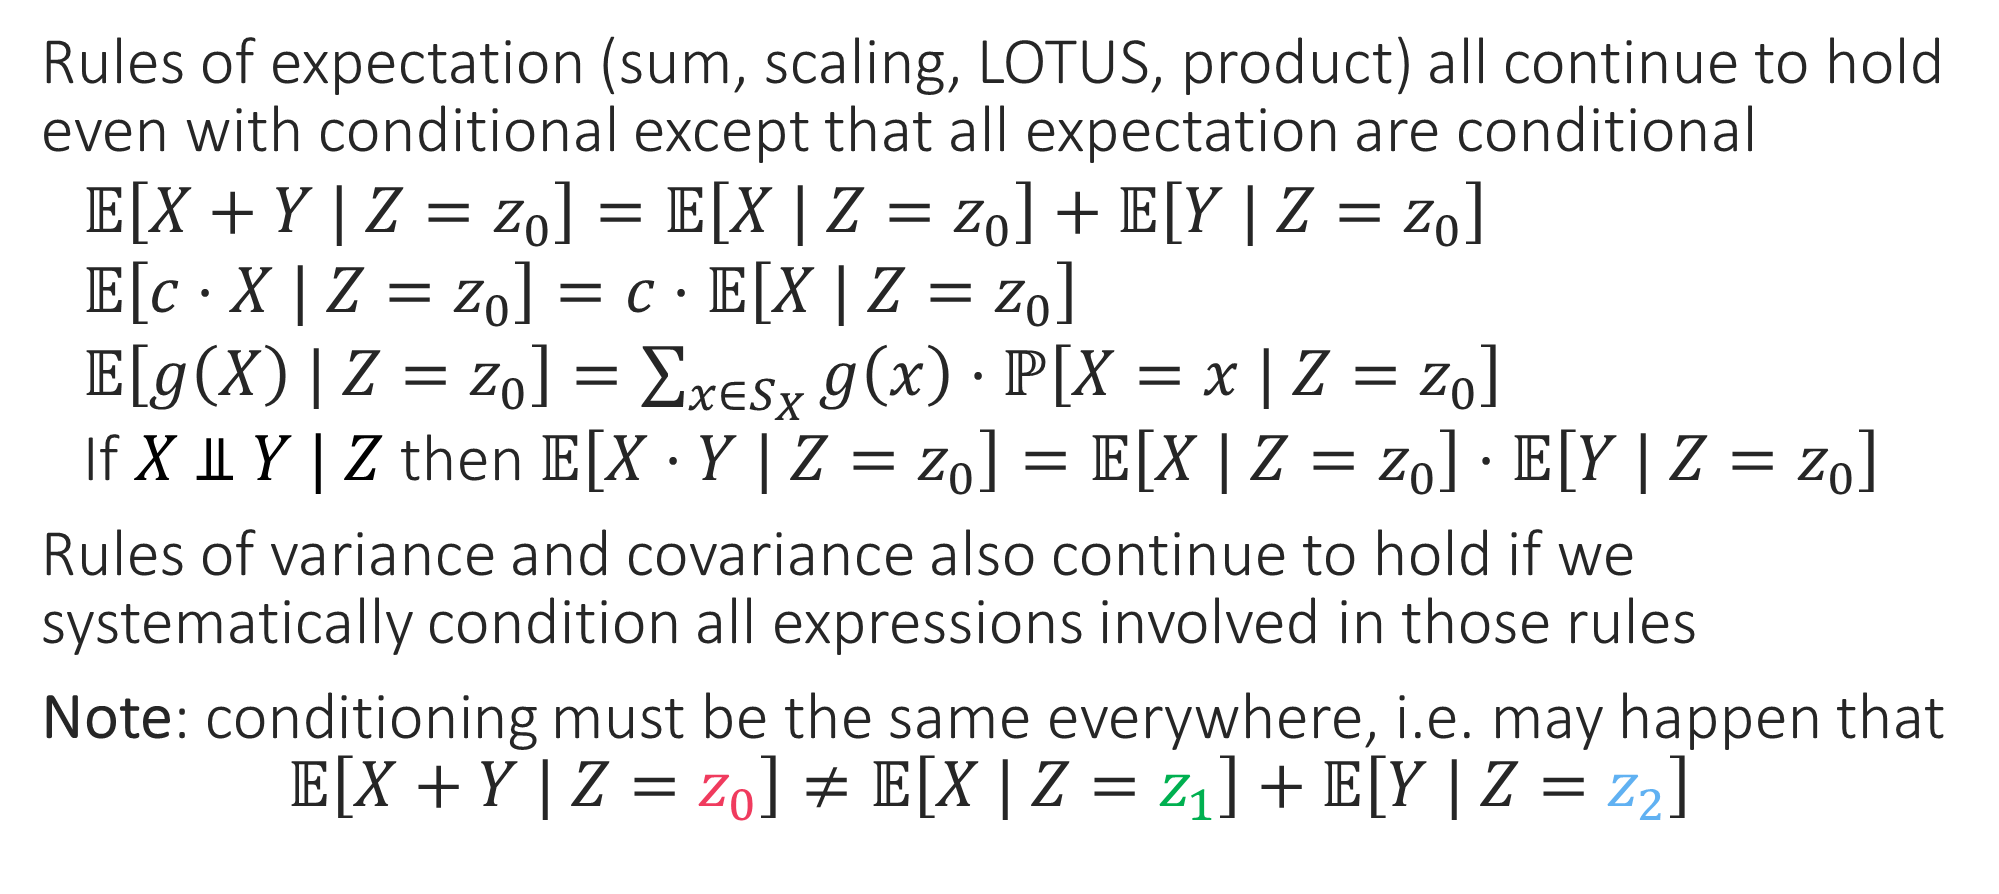 Rules of expectation (sum, scaling, LOTUS, product) all continue to hold
even with conditional except that all expectation are conditional
𝔼[X + Y | Z = z₀] = 𝔼[X | Z = z₀] + 𝔼[Y | Z = z₀]
𝔼[c · X | Z = z₀] = c · 𝔼[X | Z = z₀]
𝔼[g(X) | Z = z₀] = ∑_{x∈S_X} g(x) · ℙ[X = x | Z = z₀]
If X ⫫ Y | Z then 𝔼[X · Y | Z = z₀] = 𝔼[X | Z = z₀] · 𝔼[Y | Z = z₀]
Rules of variance and covariance also continue to hold if we
systematically condition all expressions involved in those rules
Note: conditioning must be the same everywhere, i.e. may happen that
𝔼[X + Y | Z = z₀] ≠ 𝔼[X | Z = z₁] + 𝔼[Y | Z = z₂]